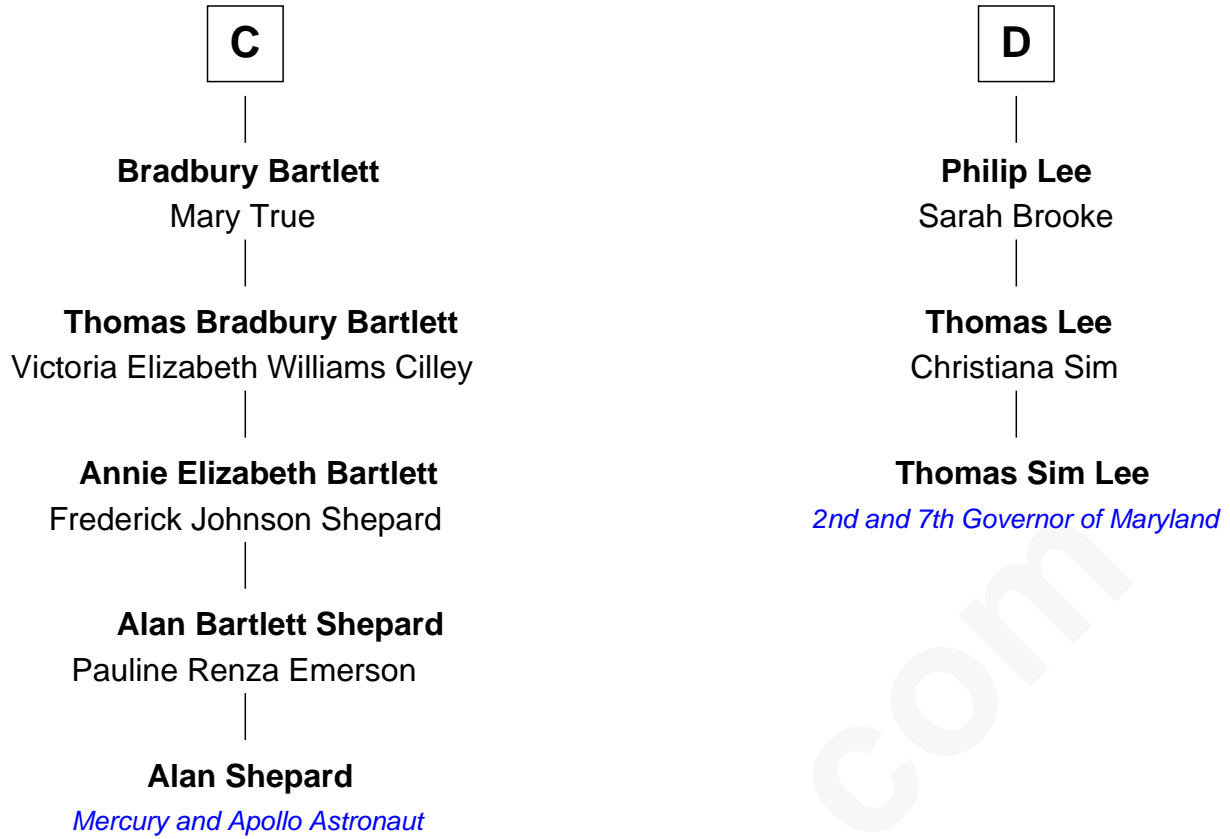 C
Bradbury Bartlett
Mary True
Thomas Bradbury Bartlett
Victoria Elizabeth Williams Cilley
Annie Elizabeth Bartlett
Frederick Johnson Shepard
Alan Bartlett Shepard
Pauline Renza Emerson
Alan Shepard
Mercury and Apollo Astronaut
D
Philip Lee
Sarah Brooke
Thomas Lee
Christiana Sim
Thomas Sim Lee
2nd and 7th Governor of Maryland
com